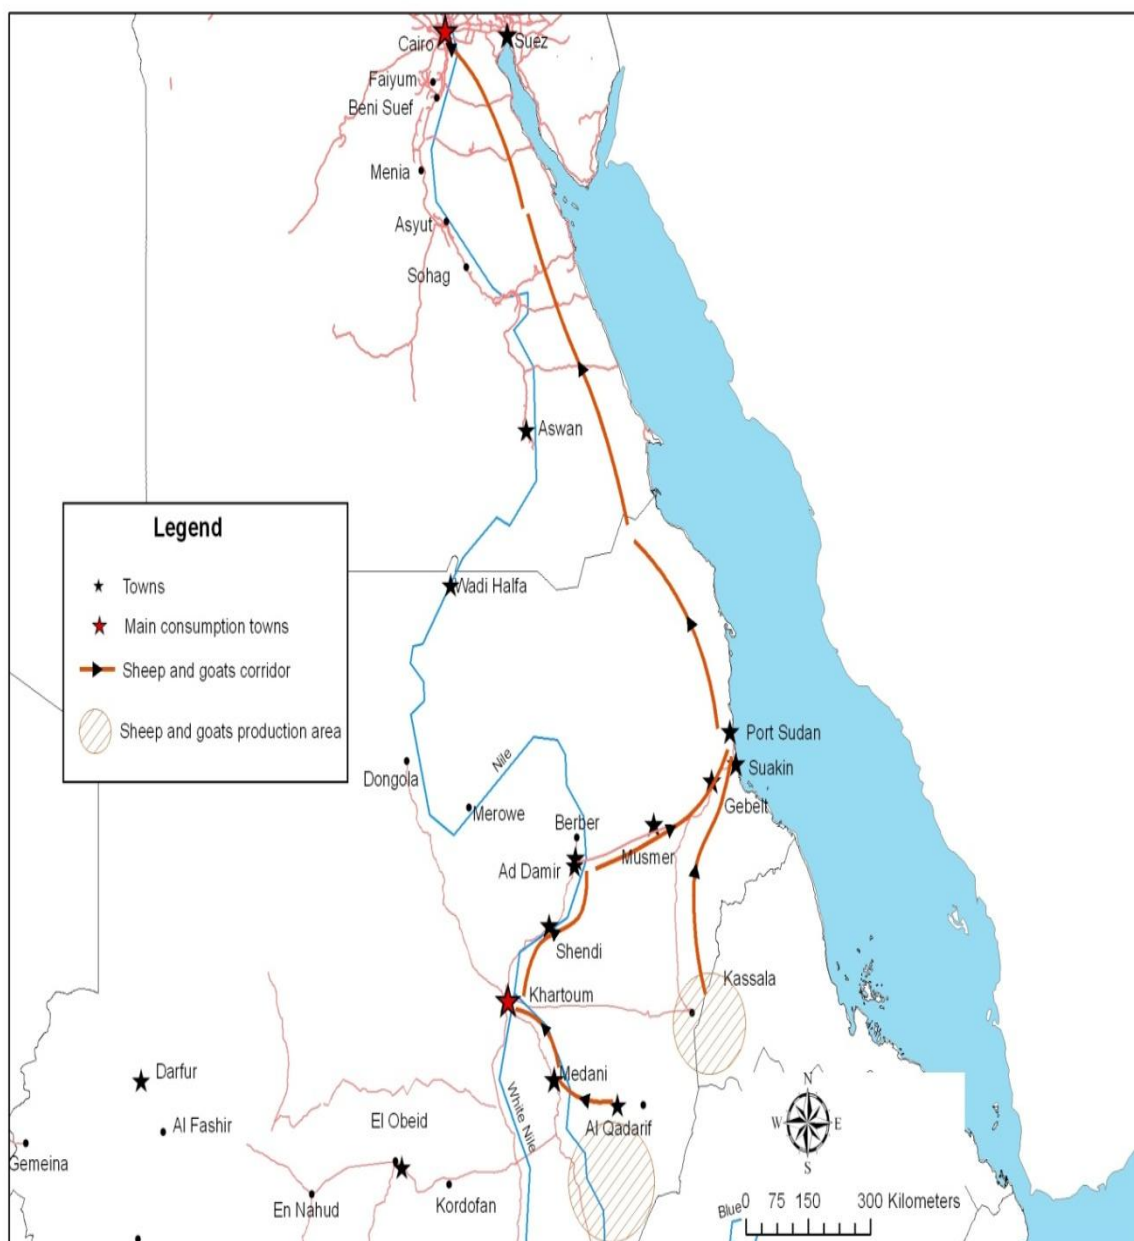 Cairo
Suez
Faiyum
Beni Suef
Menia
Asyut
Sohag
Aswan
Legend
Towns
Main consumption towns
Sheep and goats corridor
Sheep and goats production area
Wadi Halfa
Port Sudan
Suakin
Gebelt
Dongola
Nile
Merowe
Berber
Musmer
Ad Damir
Shendi
Kassala
Khartoum
Darfur
Medani
White Nile
Al Fashir
El Obeid
Al Qadarif
Gemeina
En Nahud
Kordofan
Blue
N
W E
S
0 75 150 300 Kilometers